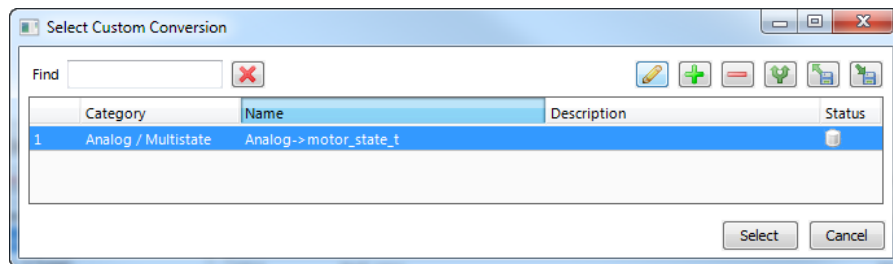 Select Custom Conversion
Find
Category Name Description Status
1 Analog / Multistate Analog->motor_state_t
Select Cancel